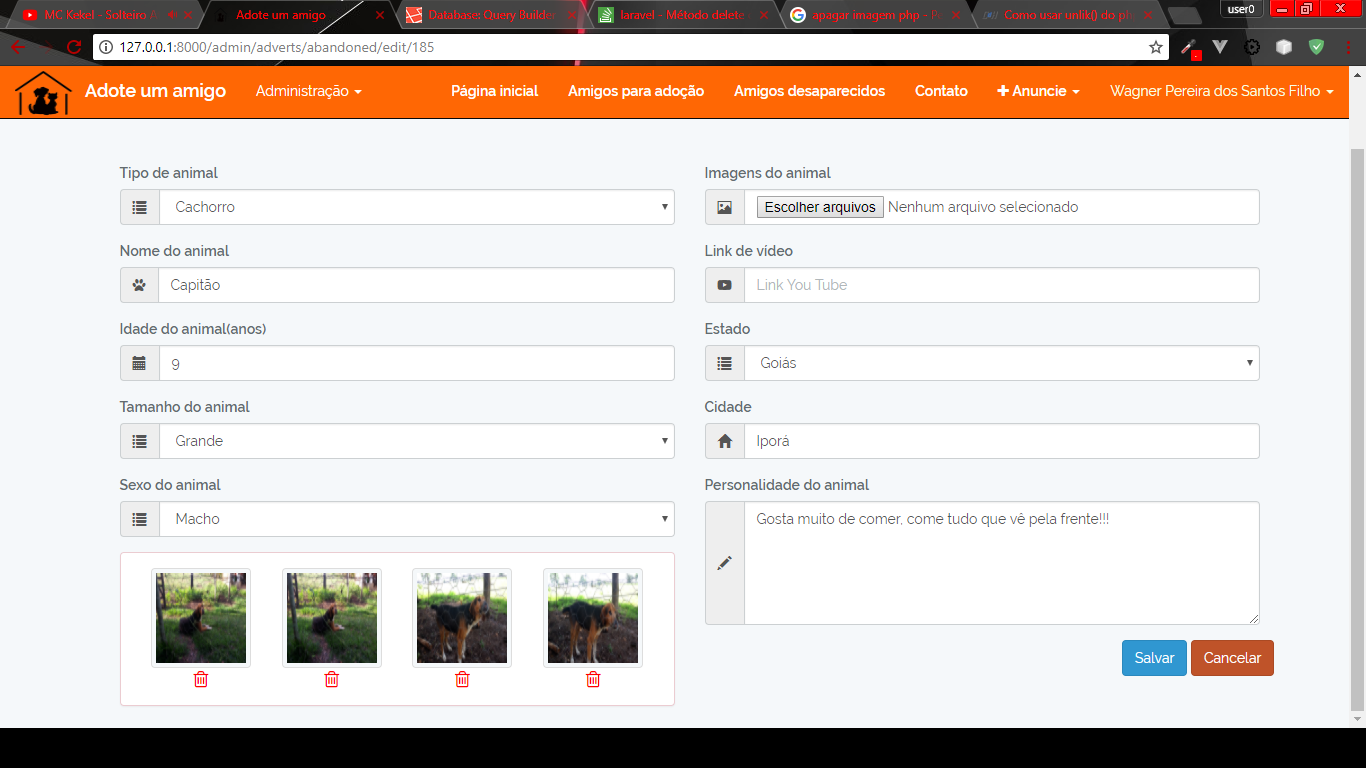 MC Kekel - Solteiro A
Adote um amigo
Database: Query Builder
laravel - Método delete
apagar imagem php - P
Como usar unlik() do p
user0
127.0.0.1:8000/admin/adverts/abandoned/edit/185
Adote um amigo
Administração
Página inicial
Amigos para adoção
Amigos desaparecidos
Contato
Anuncie
Wagner Pereira dos Santos Filho
Tipo de animal
Cachorro
Nome do animal
Capitão
Idade do animal(anos)
9
Tamanho do animal
Grande
Sexo do animal
Macho
Imagens do animal
Escolher arquivos Nenhum arquivo selecionado
Link de vídeo
Link You Tube
Estado
Goiás
Cidade
Iporá
Personalidade do animal
Gosta muito de comer, come tudo que vê pela frente!!!
Salvar
Cancelar